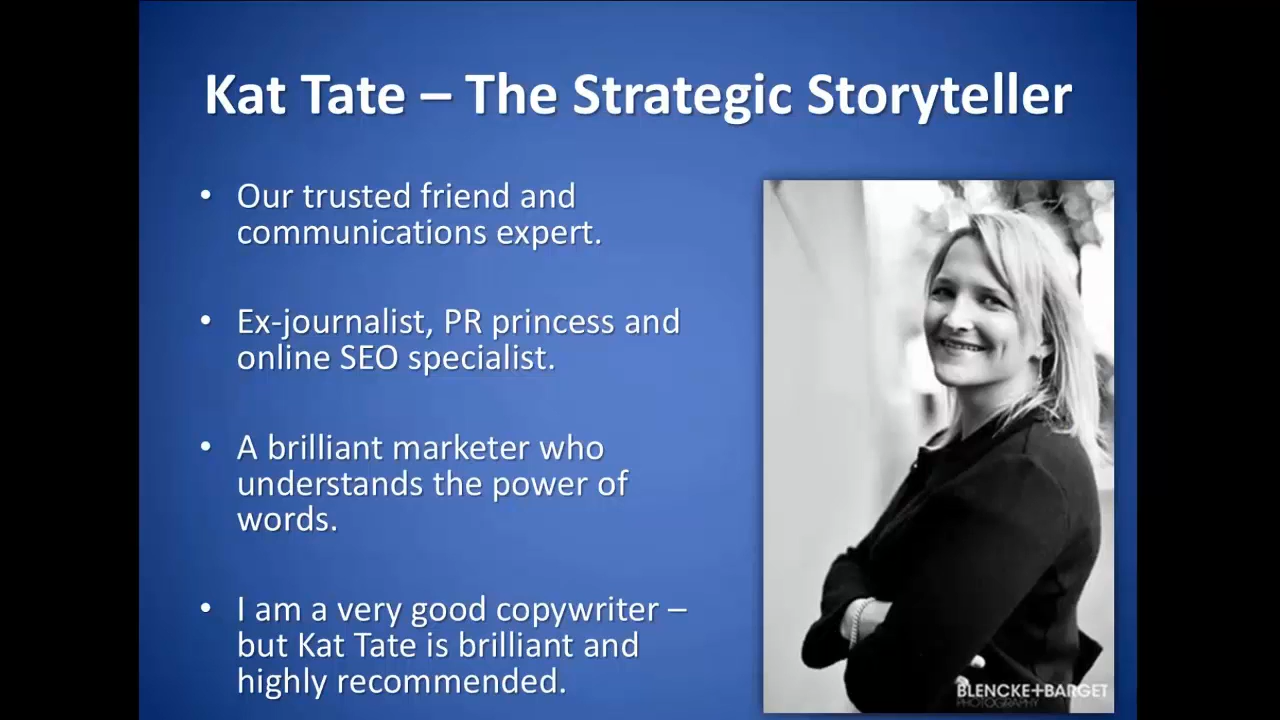 Kat Tate – The Strategic Storyteller
• Our trusted friend and
communications expert.
• Ex-journalist, PR princess and
online SEO specialist.
• A brilliant marketer who
understands the power of
words.
• I am a very good copywriter –
but Kat Tate is brilliant and
highly recommended.
BLENCKE+BARGET
PHOTOGRAPHY